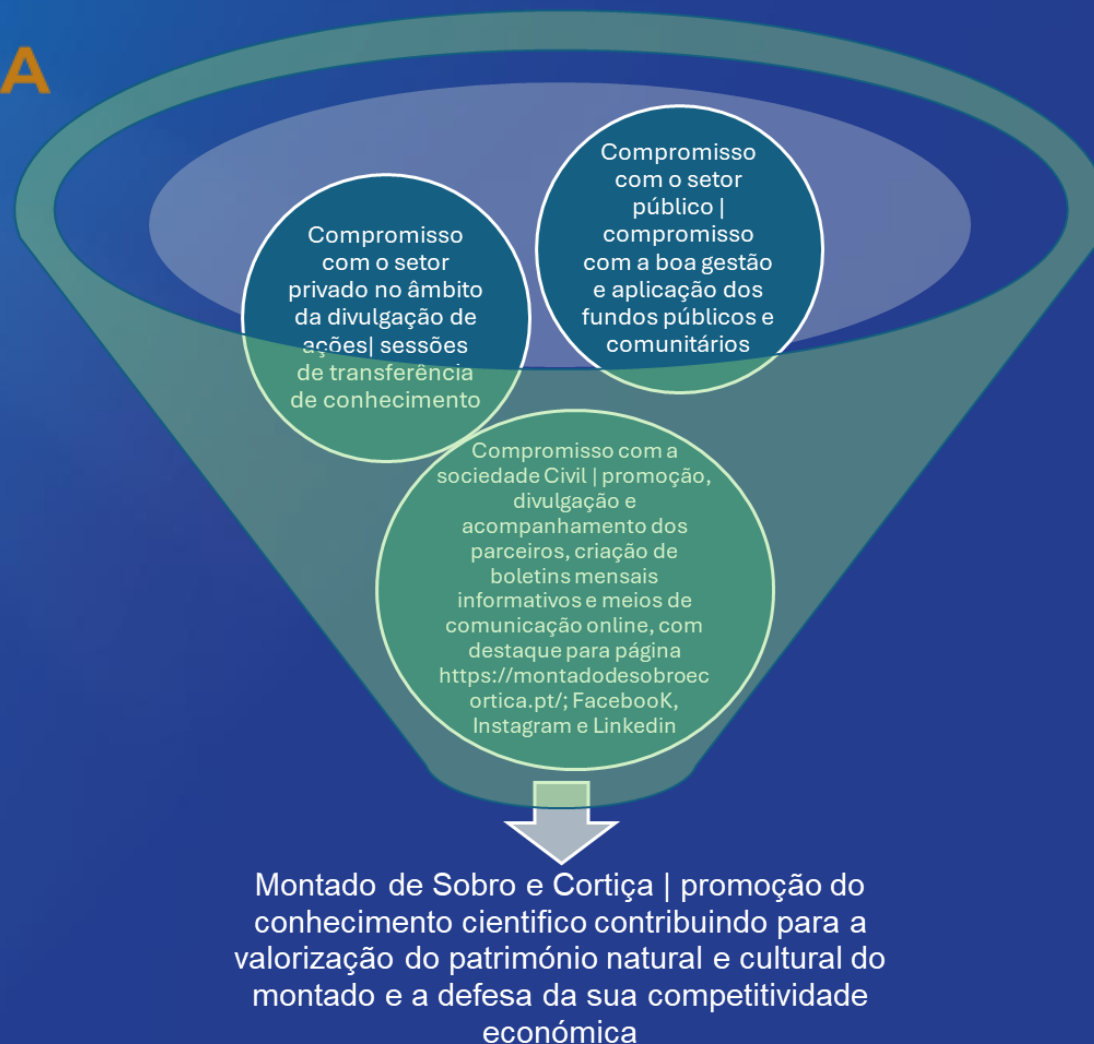 A
Compromisso
com o setor
privado no âmbito
da divulgação de
ações| sessões
de transferência
de conhecimento
Compromisso
com o setor
público |
compromisso
com a boa gestão
e aplicação dos
fundos públicos e
comunitários
Compromisso com a
sociedade Civil | promoção,
divulgação e
acompanhamento dos
parceiros, criação de
boletins mensais
informativos e meios de
comunicação online, com
destaque para página
https://montadodesobroec
ortica.pt/; FacebooK,
Instagram e Linkedin
Montado de Sobro e Cortiça | promoção do
conhecimento cientifico contribuindo para a
valorização do património natural e cultural do
montado e a defesa da sua competitividade
económica